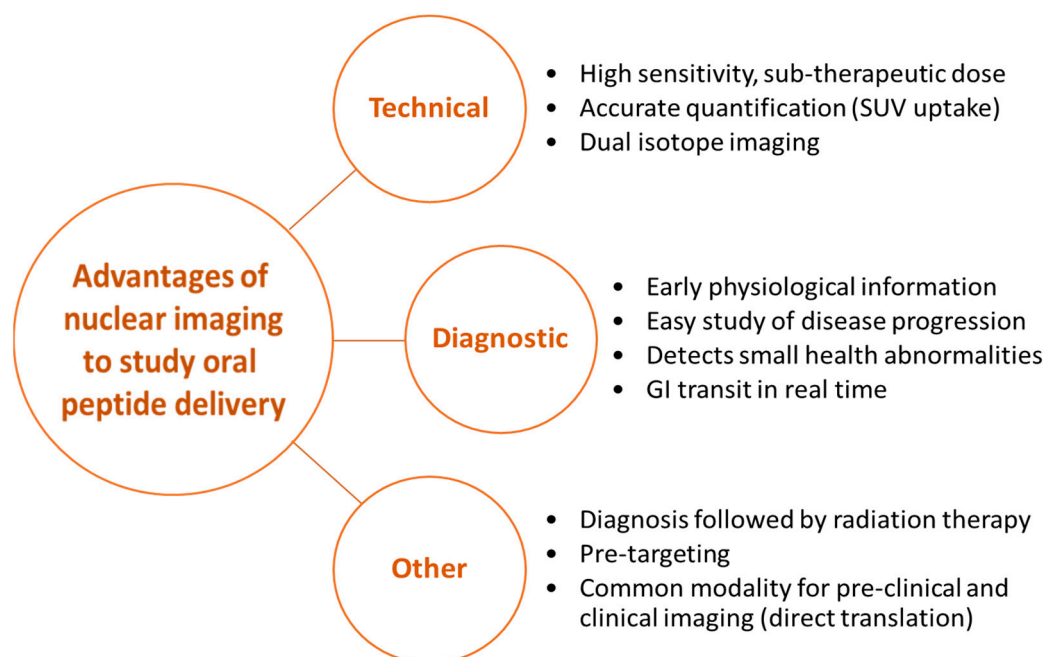 Technical
• High sensitivity, sub-therapeutic dose
• Accurate quantification (SUV uptake)
• Dual isotope imaging
Advantages of
nuclear imaging
to study oral
peptide delivery
Diagnostic
• Early physiological information
• Easy study of disease progression
• Detects small health abnormalities
• GI transit in real time
Other
• Diagnosis followed by radiation therapy
• Pre-targeting
• Common modality for pre-clinical and
clinical imaging (direct translation)